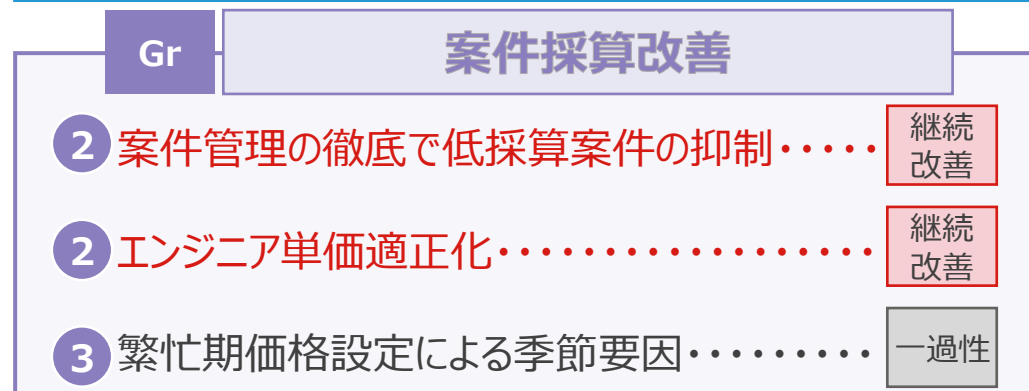 Gr
案件採算改善
2 案件管理の徹底で低採算案件の抑制・・・・・ 継続改善
2 エンジニア単価適正化・・・・・・・・・・・・・・・・・・ 継続改善
3 繁忙期価格設定による季節要因・・・・・・・・・ 一過性